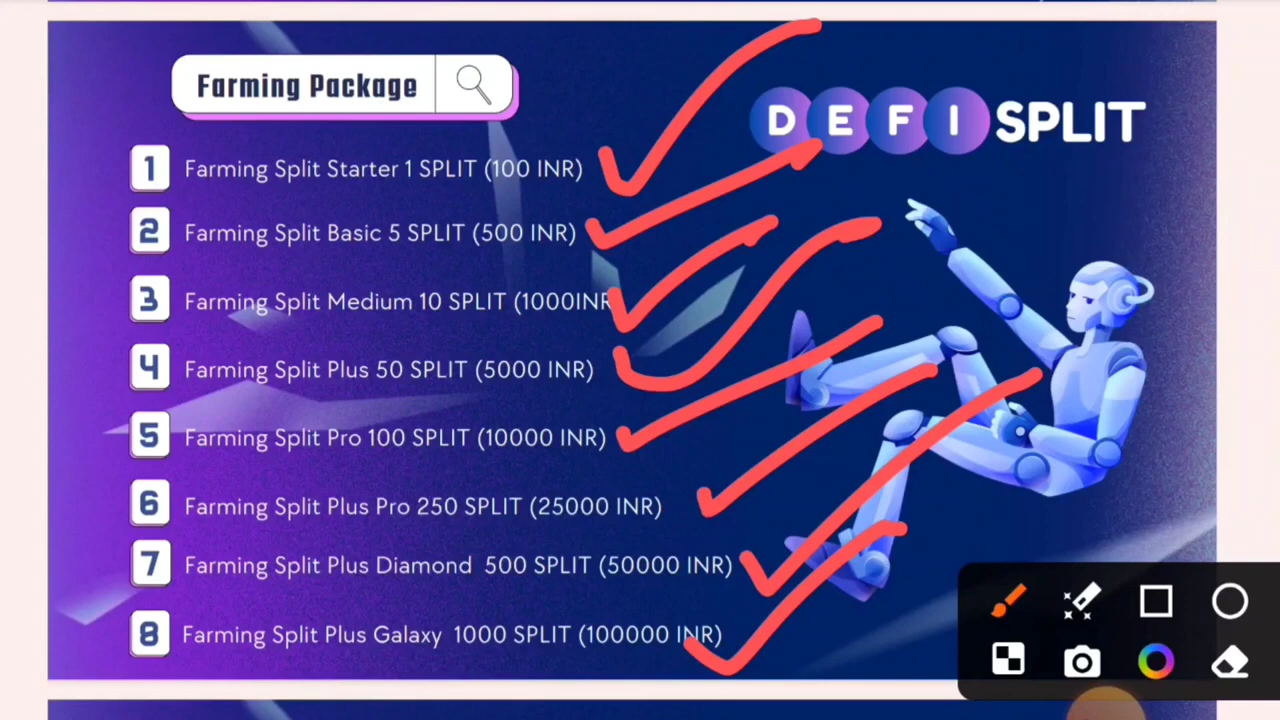 Farming Package
DEFI SPLIT
1 Farming Split Starter 1 SPLIT (100 INR)
2 Farming Split Basic 5 SPLIT (500 INR)
3 Farming Split Medium 10 SPLIT (1000INR
4 Farming Split Plus 50 SPLIT (5000 INR)
5 Farming Split Pro 100 SPLIT (10000 INR)
6 Farming Split Plus Pro 250 SPLIT (25000 INR)
7 Farming Split Plus Diamond 500 SPLIT (50000 INR)
8 Farming Split Plus Galaxy 1000 SPLIT (100000 INR)